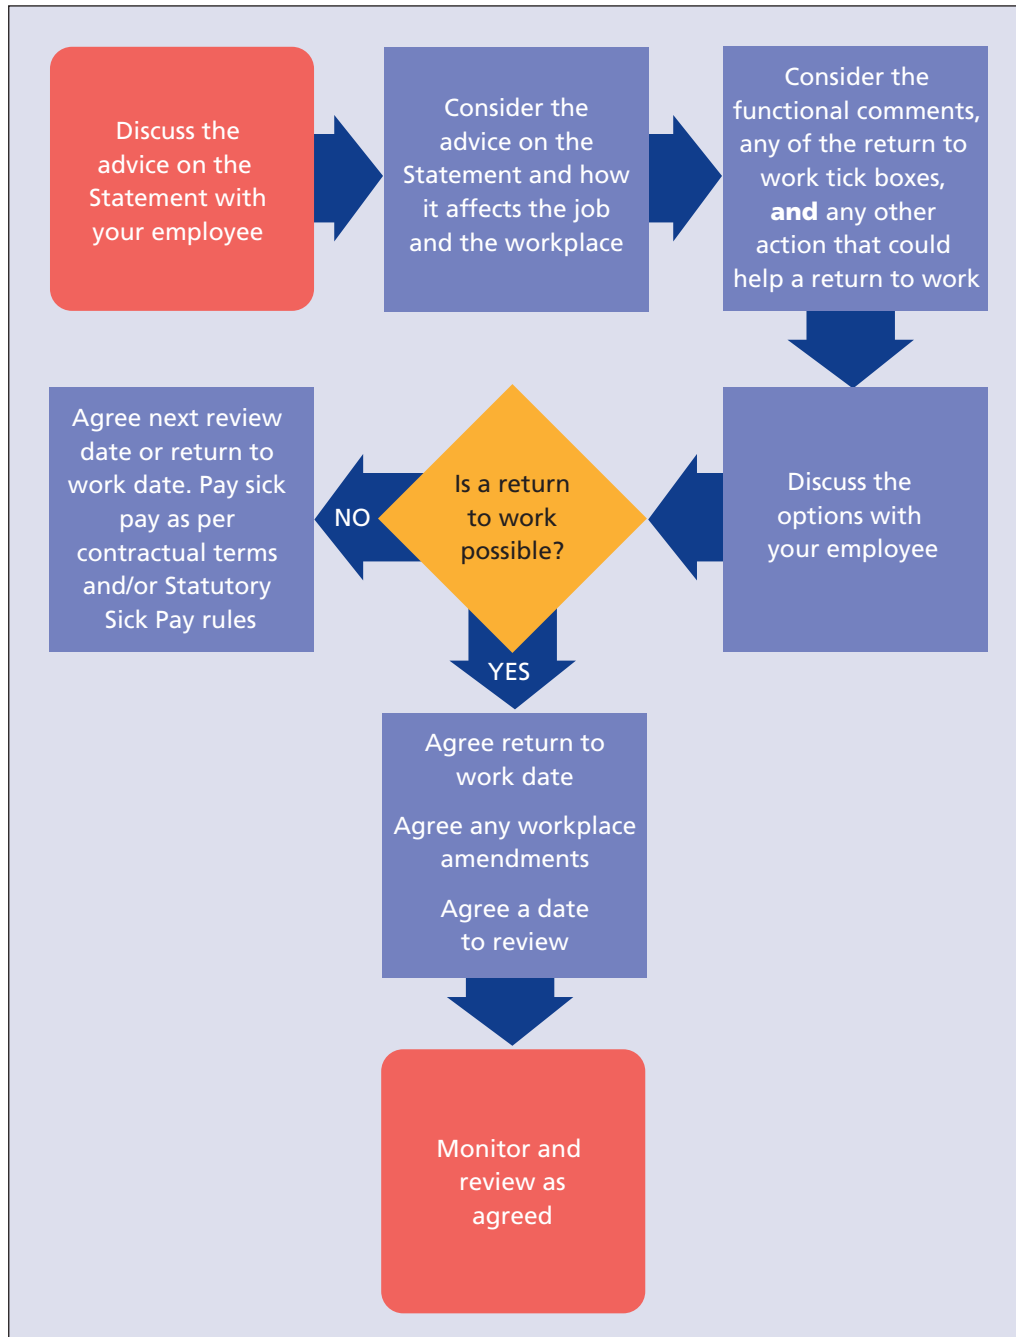 Discuss the
advice on the
Statement with
your employee
Consider the
advice on the
Statement and how
it affects the job
and the workplace
Consider the
functional comments,
any of the return to
work tick boxes,
and any other
action that could
help a return to work
Discuss the
options with
your employee
Is a return
to work
possible?
NO
Agree next review
date or return to
work date. Pay sick
pay as per
contractual terms
and/or Statutory
Sick Pay rules
YES
Agree return to
work date
Agree any workplace
amendments
Agree a date
to review
Monitor and
review as
agreed